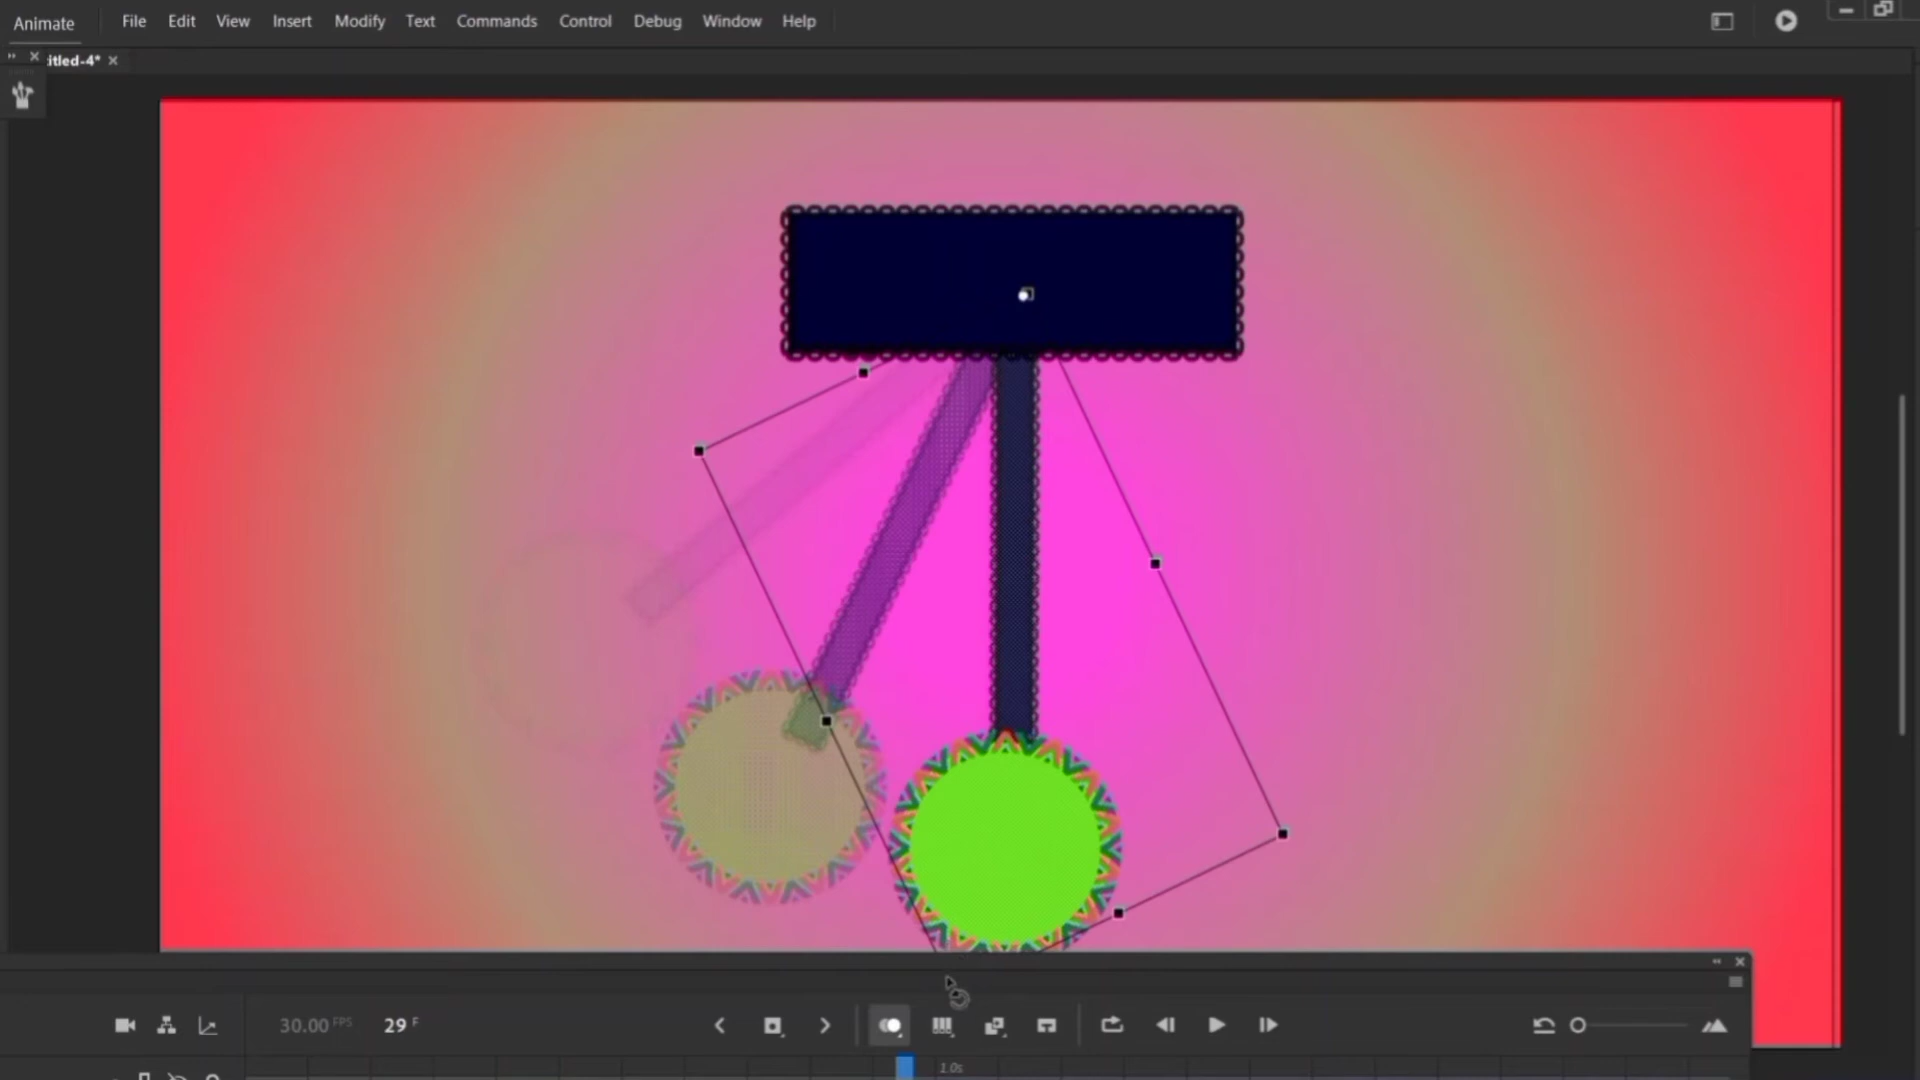 Animate File Edit View Insert Modify Text Commands Control Debug Window Help
itled-4*
30.00 FPS 29 F
1.0s